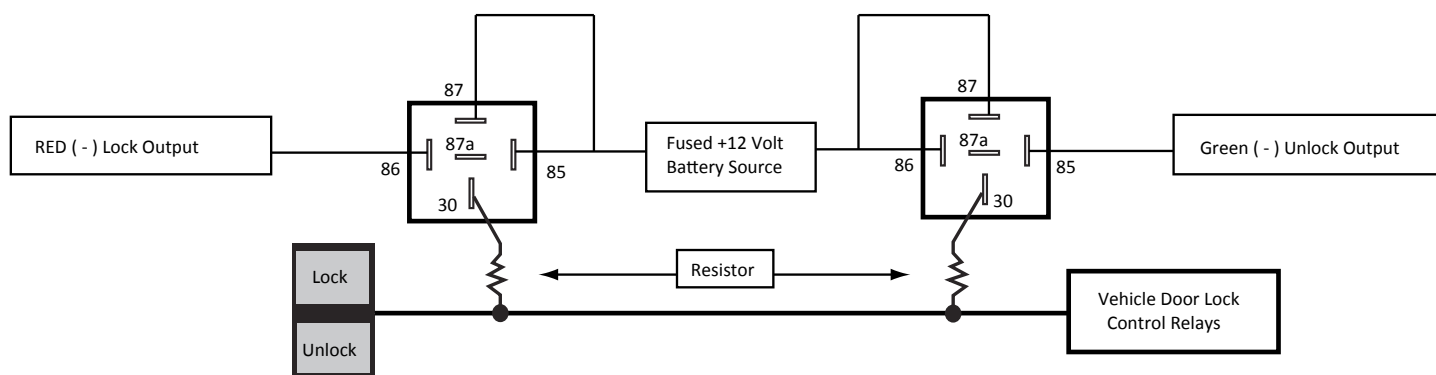 87
87
RED ( - ) Lock Output
87a
86
85
30
Fused +12 Volt
Battery Source
87a
86
85
30
Green ( - ) Unlock Output
Lock
Unlock
Resistor
Vehicle Door Lock
Control Relays